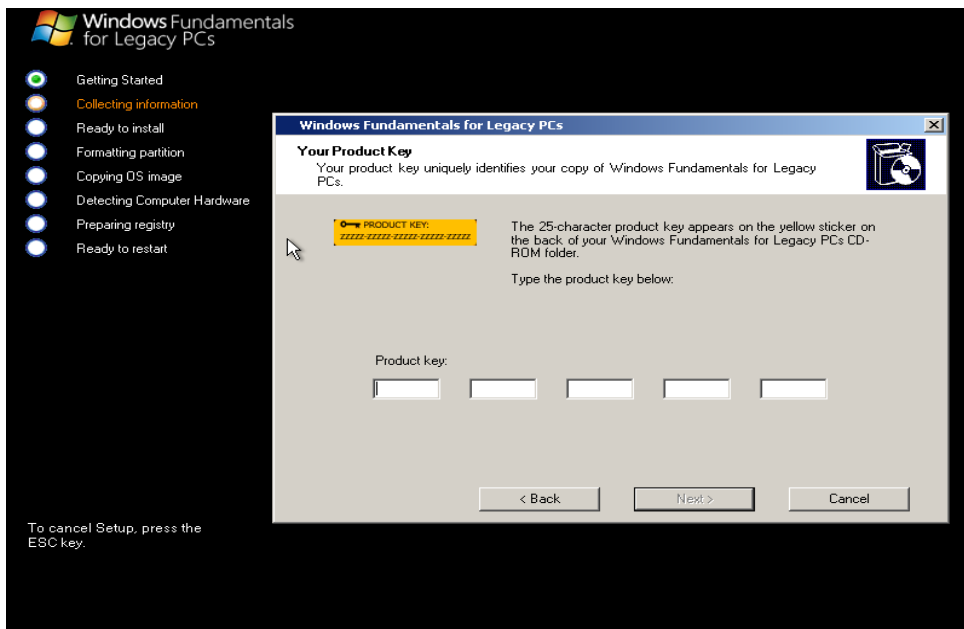 Windows Fundamentals
for Legacy PCs
Getting Started
Collecting information
Ready to install
Formatting partition
Copying OS image
Detecting Computer Hardware
Preparing registry
Ready to restart
To cancel Setup, press the
ESC key.
Windows Fundamentals for Legacy PCs
Your Product Key
Your product key uniquely identifies your copy of Windows Fundamentals for Legacy
PCs.
PRODUCT KEY:
ZZZZZ-ZZZZZ-ZZZZZ-ZZZZZ-ZZZZZ
The 25-character product key appears on the yellow sticker on
the back of your Windows Fundamentals for Legacy PCs CD-
ROM folder.
Type the product key below:
Product key:
< Back
Next >
Cancel